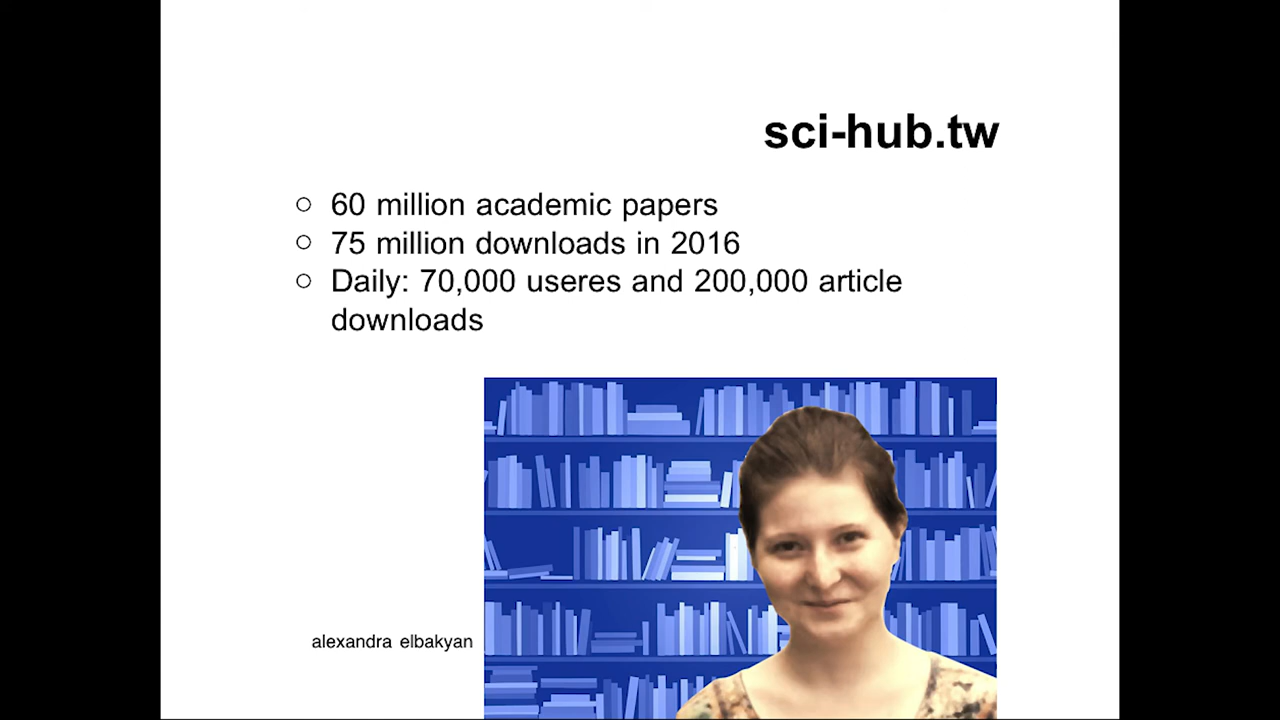 sci-hub.tw
60 million academic papers
75 million downloads in 2016
Daily: 70,000 useres and 200,000 article
downloads
alexandra elbakyan